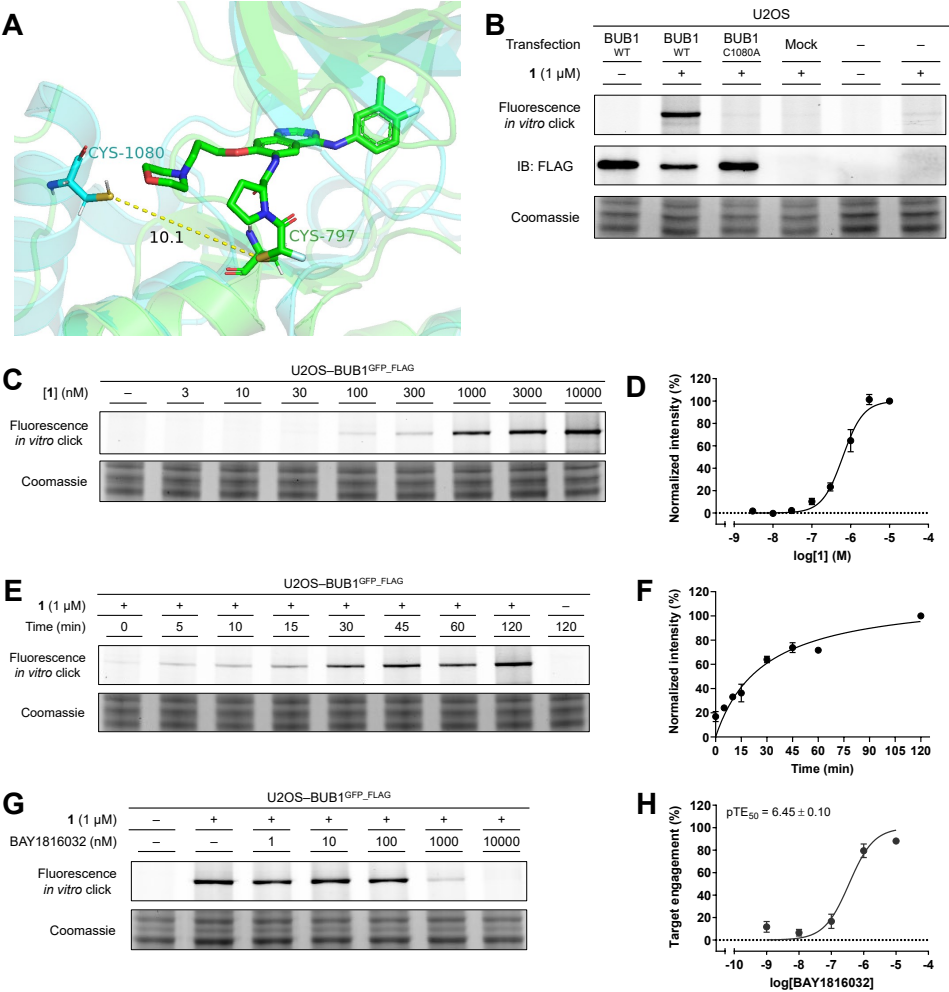 A
CYS-1080
10.1
CYS-797
B
U2OS
Transfection BUB1 WT BUB1 WT BUB1 C1080A Mock – –
1 (1 µM) – + + + – +
Fluorescence
in vitro click
IB: FLAG
Coomassie
C
U2OS–BUB1GFP_FLAG
[1] (nM) – 3 10 30 100 300 1000 3000 10000
Fluorescence
in vitro click
Coomassie
D
Normalized intensity (%)
120
100
80
60
40
20
0
-9 -8 -7 -6 -5 -4
log[1] (M)
E
U2OS–BUB1GFP_FLAG
1 (1 µM) + + + + + + + + –
Time (min) 0 5 10 15 30 45 60 120 120
Fluorescence
in vitro click
Coomassie
F
Normalized intensity (%)
120
100
80
60
40
20
0
0 15 30 45 60 75 90 105 120
Time (min)
G
U2OS–BUB1GFP_FLAG
1 (1 µM) – + + + + + +
BAY1816032 (nM) – – 1 10 100 1000 10000
Fluorescence
in vitro click
Coomassie
H
Target engagement (%)
pTE50 = 6.45 ± 0.10
120
100
80
60
40
20
0
-10 -9 -8 -7 -6 -5 -4
log[BAY1816032]